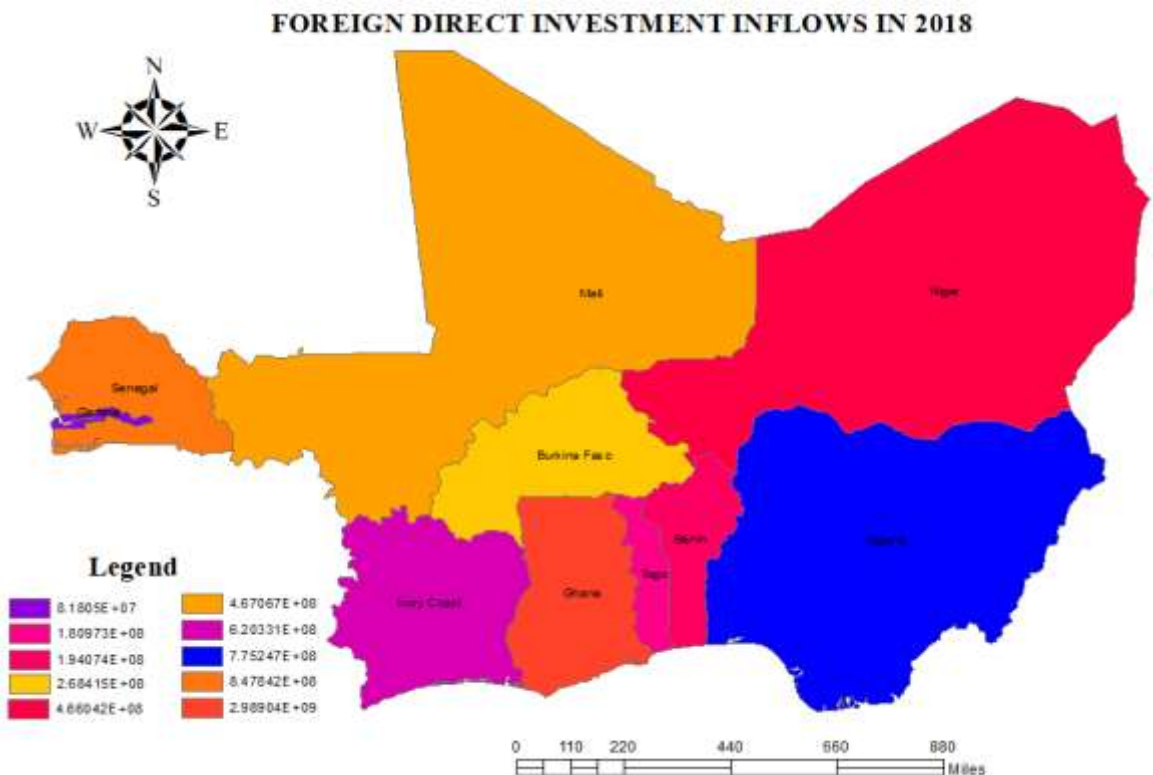 FOREIGN DIRECT INVESTMENT INFLOWS IN 2018
N
W E
S
Mali
Niger
Senegal
Gambia
Burkina Faso
Benin
Nigeria
Togo
Ghana
Ivory Coast
Legend
8.1805E+07
1.80973E+08
1.94074E+08
2.68415E+08
4.66042E+08
4.67067E+08
6.20331E+08
7.75247E+08
8.47842E+08
2.98904E+09
0 110 220 440 660 880
Miles